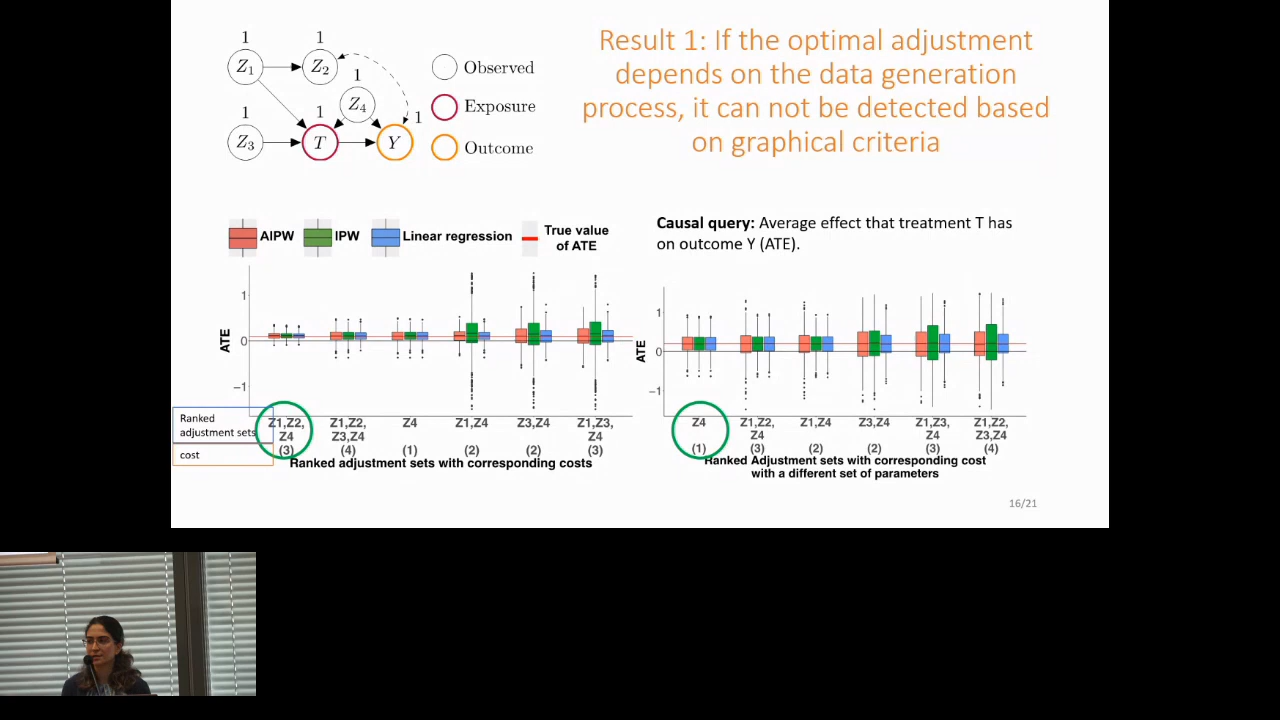 Result 1: If the optimal adjustment
depends on the data generation
process, it can not be detected based
on graphical criteria
1
1
Z1
Z2
1
Z4
1
1
1
Z3
T
Y
Observed
Exposure
Outcome
AIPW
IPW
Linear regression
True value
of ATE
Causal query: Average effect that treatment T has
on outcome Y (ATE).
ATE
1
0
−1
Ranked
adjustment sets
cost
Z1,Z2,
Z4
(3)
Z1,Z2,
Z3,Z4
(4)
Z4
(1)
Z1,Z4
(2)
Z3,Z4
(2)
Z1,Z3,
Z4
(3)
Ranked adjustment sets with corresponding costs
ATE
1
0
−1
Z4
(1)
Z1,Z2,
Z4
(3)
Z1,Z4
(2)
Z3,Z4
(2)
Z1,Z3,
Z4
(3)
Z1,Z2,
Z3,Z4
(4)
Ranked Adjustment sets with corresponding cost
with a different set of parameters
16/21